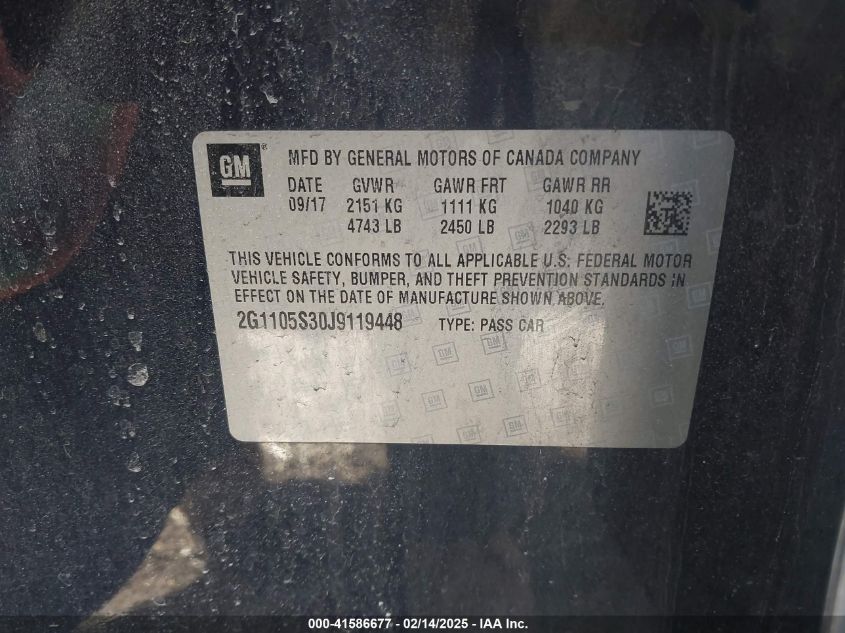 GM
MFD BY GENERAL MOTORS OF CANADA COMPANY
DATE GVWR GAWR FRT GAWR RR
09/17 2151 KG 1111 KG 1040 KG
4743 LB 2450 LB 2293 LB
THIS VEHICLE CONFORMS TO ALL APPLICABLE U.S. FEDERAL MOTOR
VEHICLE SAFETY, BUMPER, AND THEFT PREVENTION STANDARDS IN
EFFECT ON THE DATE OF MANUFACTURE SHOWN ABOVE.
2G1105S30J9119448 TYPE: PASS CAR
000-41586677 - 02/14/2025 - IAA Inc.